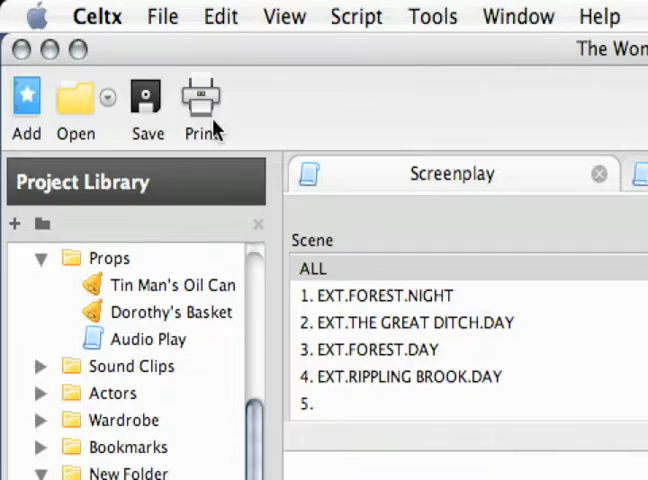 Celtx File Edit View Script Tools Window Help
The Won
Add Open Save Print
Project Library
Screenplay
Props
Tin Man's Oil Can
Dorothy's Basket
Audio Play
Sound Clips
Actors
Wardrobe
Bookmarks
New Folder
Scene
ALL
1. EXT.FOREST.NIGHT
2. EXT.THE GREAT DITCH.DAY
3. EXT.FOREST.DAY
4. EXT.RIPPLING BROOK.DAY
5.